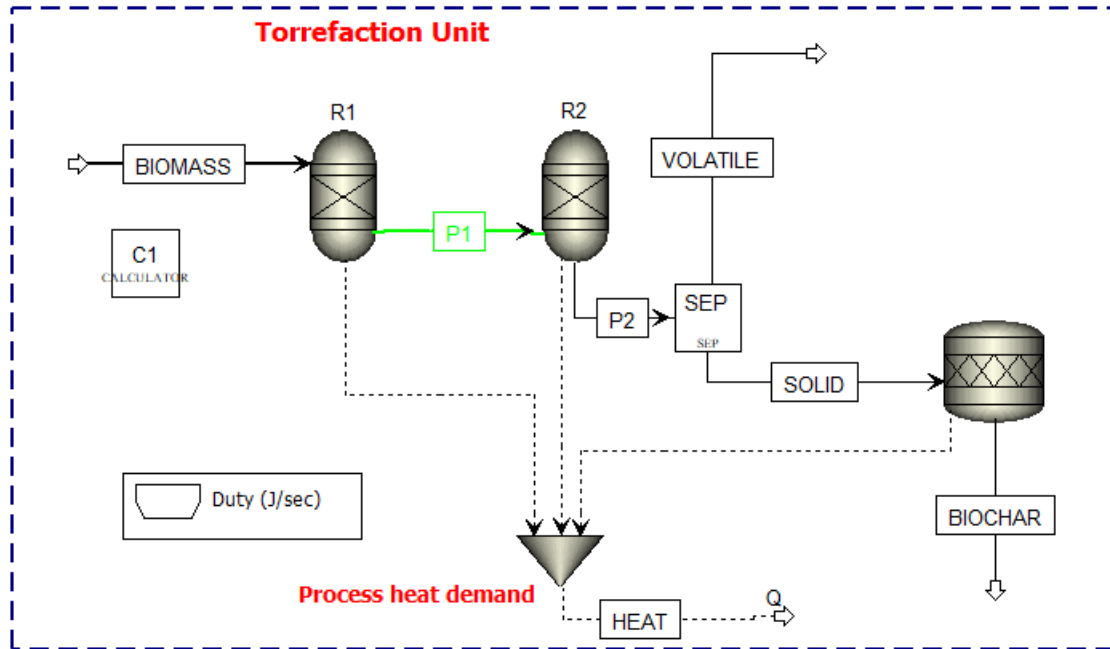 Torrefaction Unit
R1
R2
BIOMASS
VOLATILE
P1
C1
CALCULATOR
P2
SEP
SEP
SOLID
Duty (J/sec)
BIOCHAR
Process heat demand
HEAT
Q